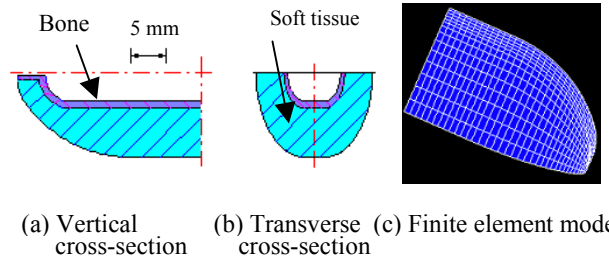 Bone
5 mm
Soft tissue
(a) Vertical cross-section
(b) Transverse cross-section
(c) Finite element mode